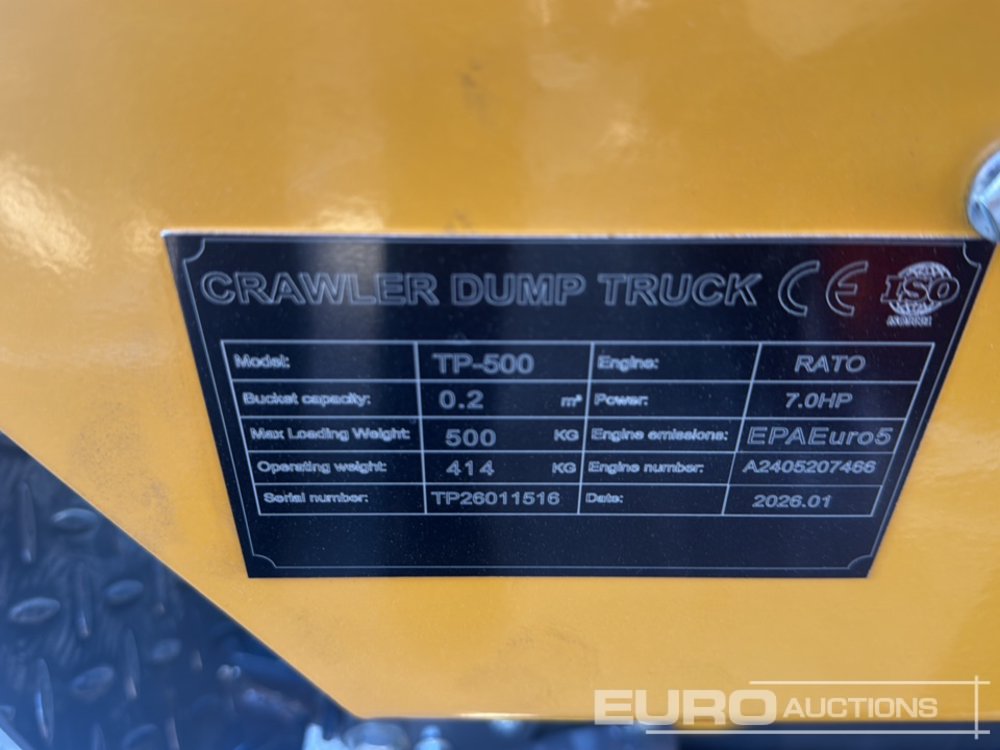 CRAWLER DUMP TRUCK CE ISO
ISO9001
Model: TP-500 Engine: RATO
Bucket capacity: 0.2 m³ Power: 7.0HP
Max Loading Weight: 500 KG Engine emissions: EPAEuro5
Operating weight: 414 KG Engine number: A2405207466
Serial number: TP26011516 Date: 2026.01
EURO AUCTIONS